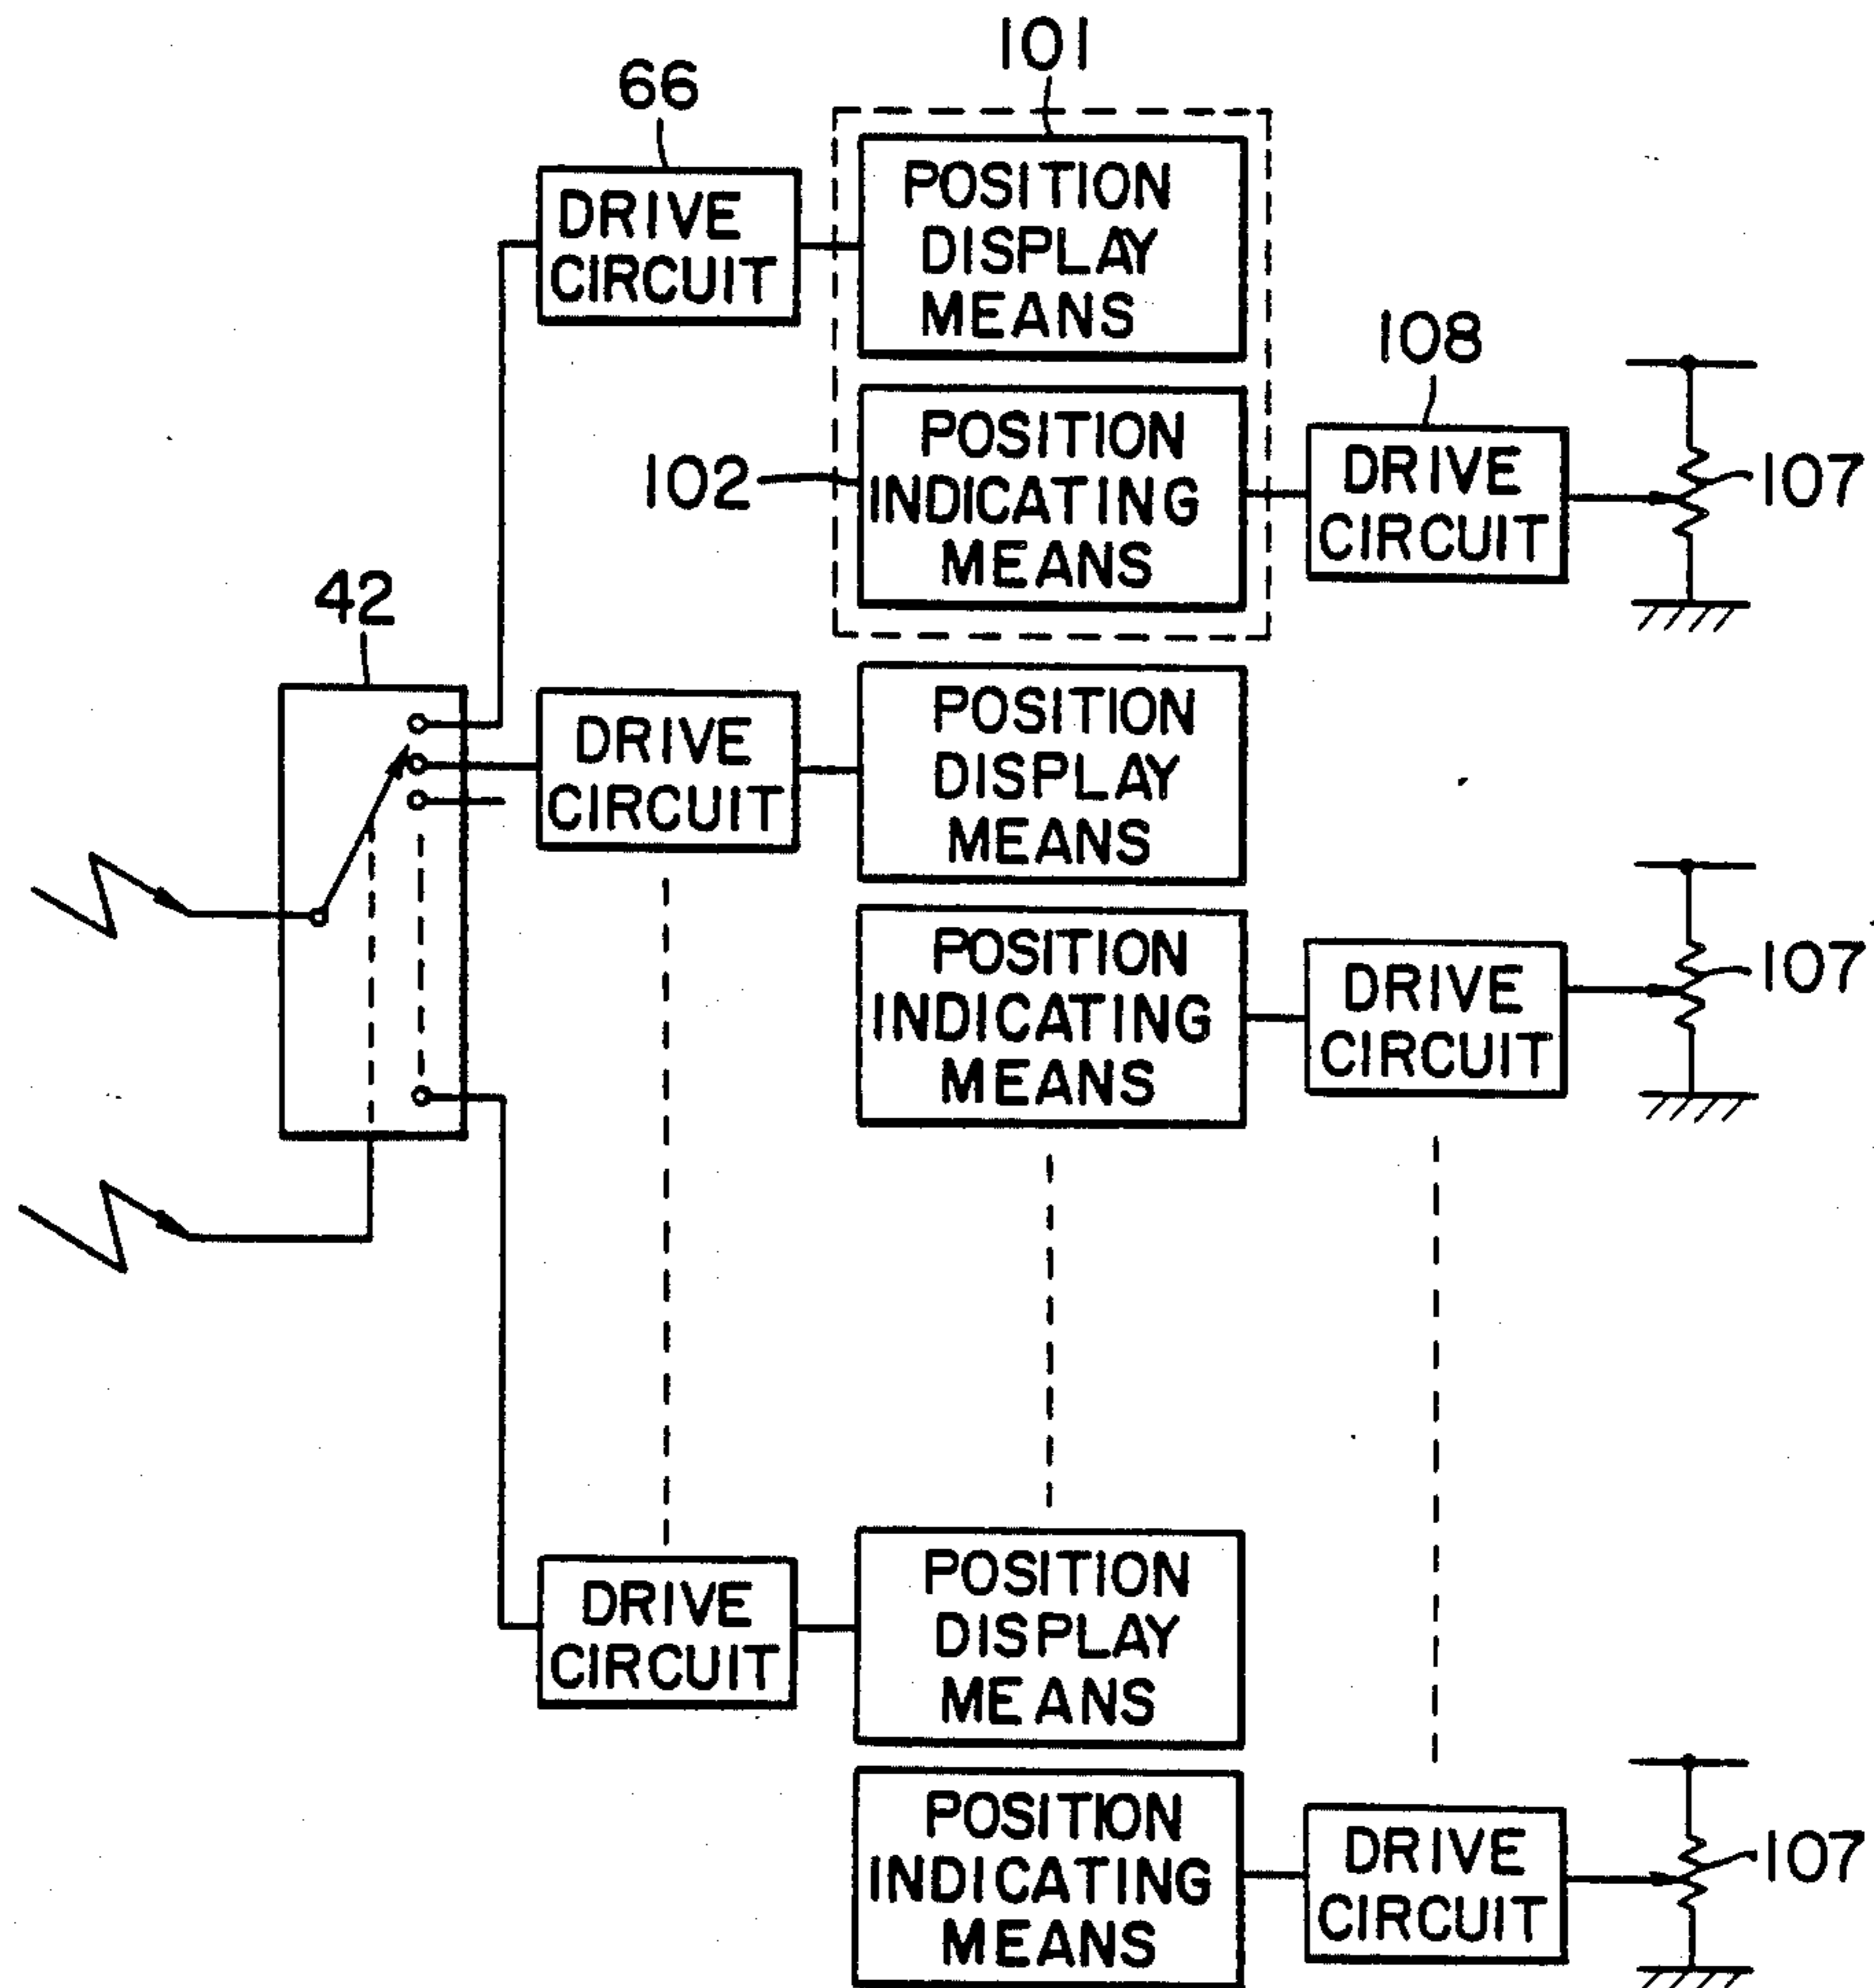 101
66
DRIVE
CIRCUIT
POSITION
DISPLAY
MEANS
108
102
POSITION
INDICATING
MEANS
DRIVE
CIRCUIT
107
42
DRIVE
CIRCUIT
POSITION
DISPLAY
MEANS
POSITION
INDICATING
MEANS
DRIVE
CIRCUIT
107
DRIVE
CIRCUIT
POSITION
DISPLAY
MEANS
POSITION
INDICATING
MEANS
DRIVE
CIRCUIT
107